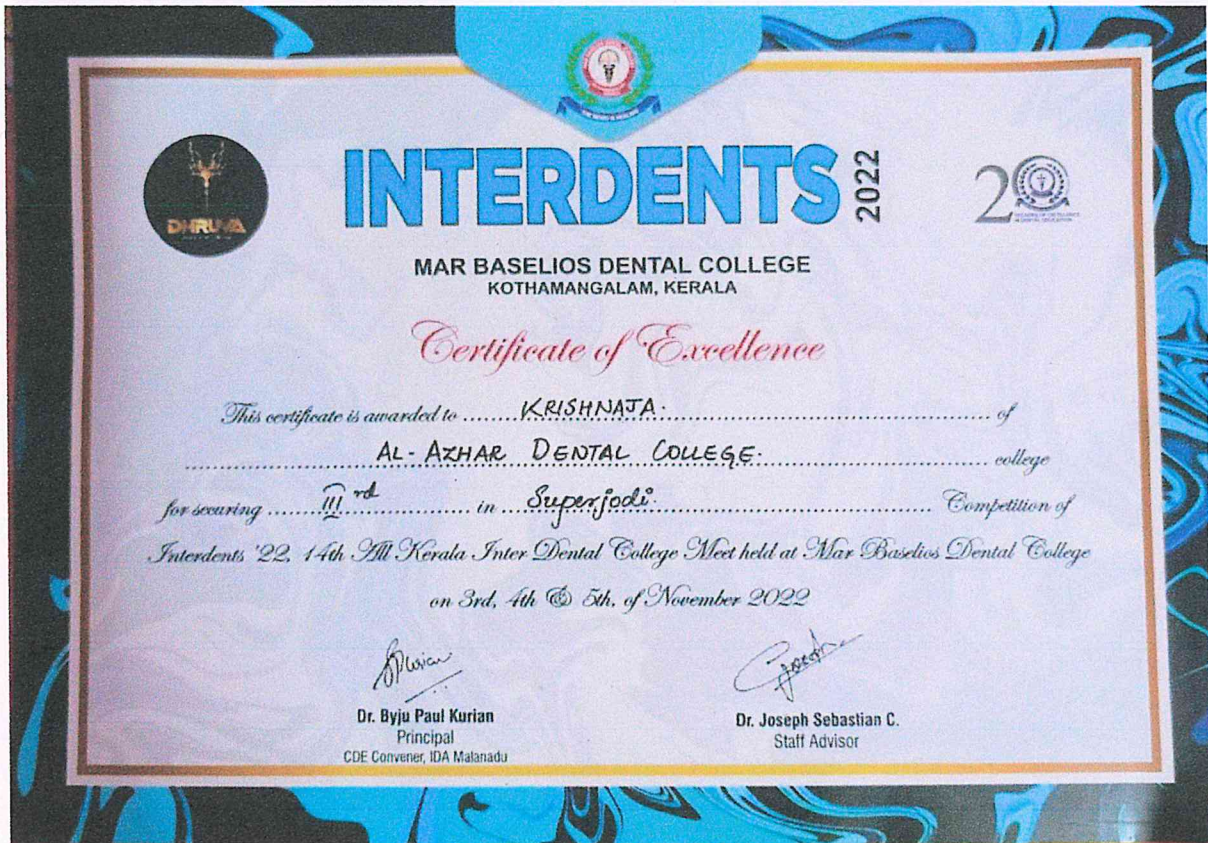 INTERDENTS 2022
DHRUVA
20
MAR BASELIOS DENTAL COLLEGE
KOTHAMANGALAM, KERALA
Certificate of Excellence
This certificate is awarded to ........ KRISHNAJA. ........ of
........ AL-AZHAR DENTAL COLLEGE. ........ college
for securing ........ III rd ........ in ... Superjodi. ........ Competition of
Interdents '22, 14th All Kerala Inter Dental College Meet held at Mar Baselios Dental College
on 3rd, 4th & 5th, of November 2022
Dr. Byju Paul Kurian
Principal
CDE Convener, IDA Malanadu
Dr. Joseph Sebastian C.
Staff Advisor